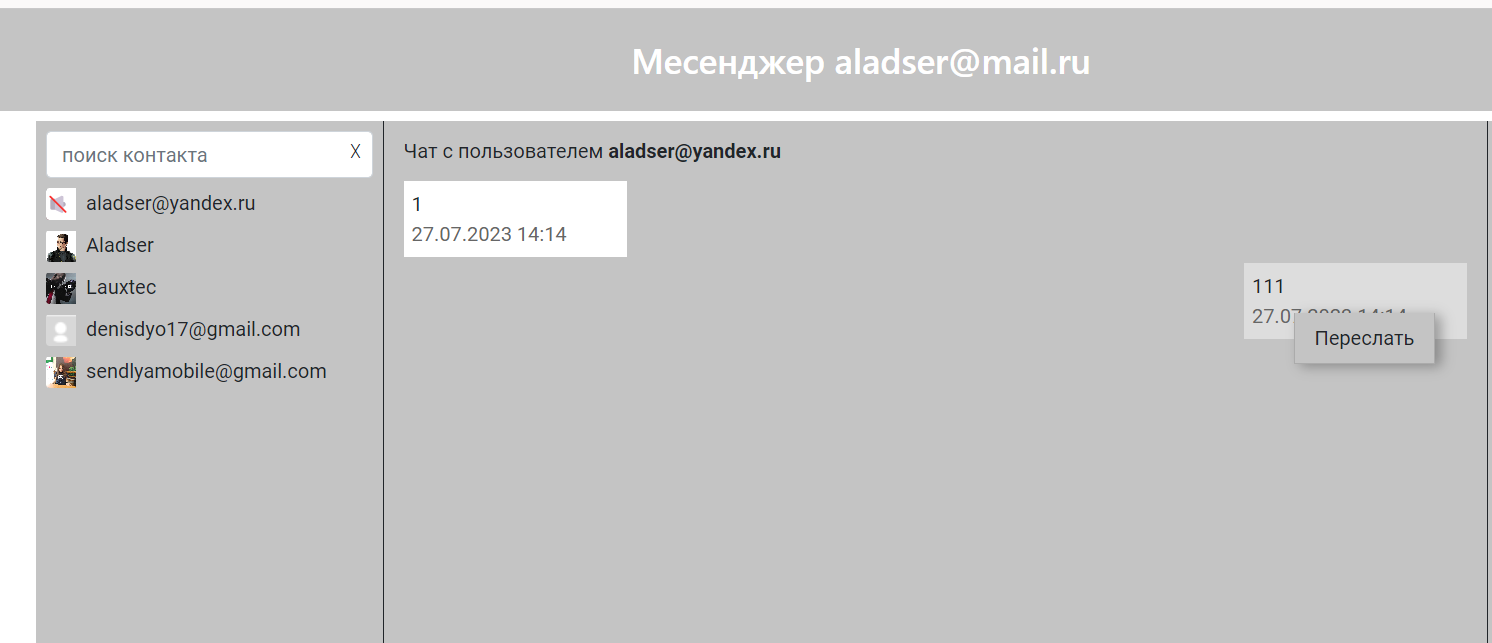 Месенджер aladser@mail.ru
поиск контакта X
aladser@yandex.ru
Aladser
Lauxtec
denisdyo17@gmail.com
sendlyamobile@gmail.com
Чат с пользователем aladser@yandex.ru
1
27.07.2023 14:14
111
27.07.2023 14:14
Переслать